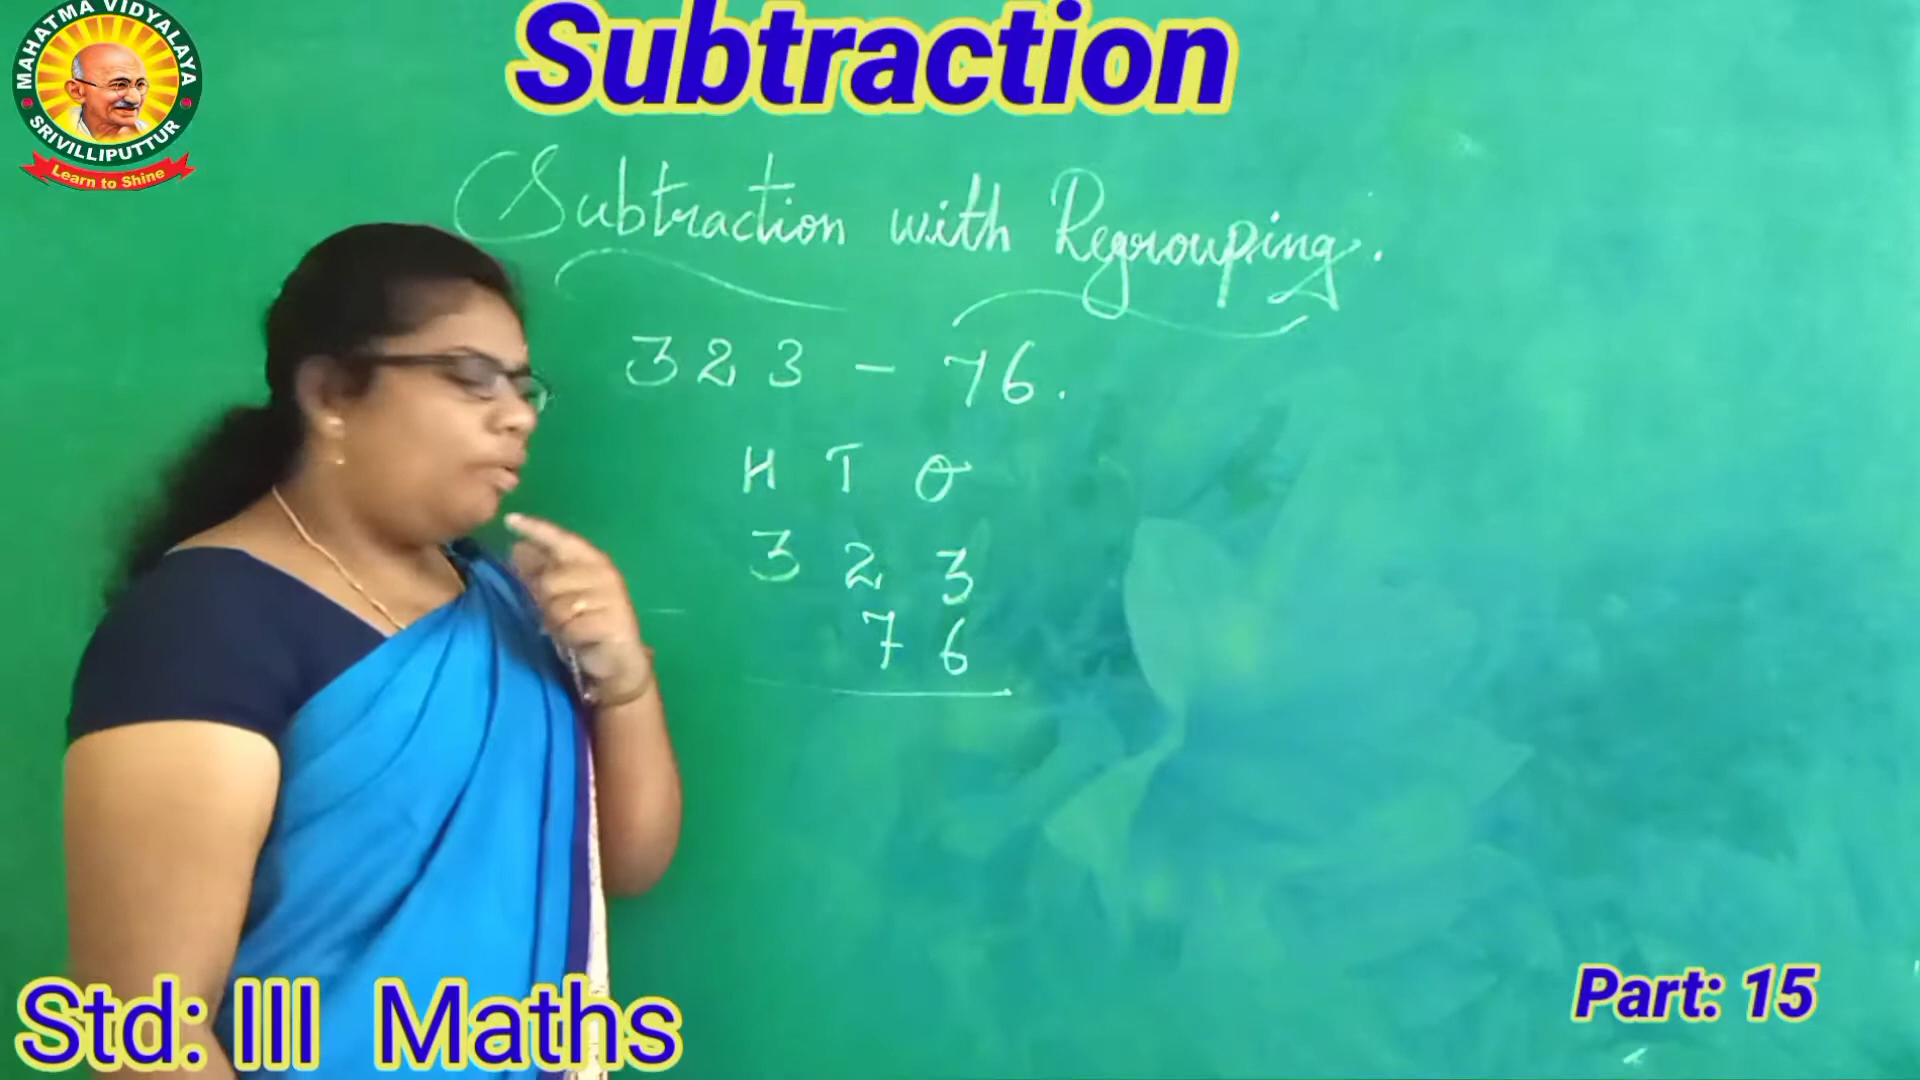 MAHATMA VIDYALAYA
SRIVILLIPUTTUR
Learn to Shine
Subtraction
Subtraction with Regrouping.
323 - 76.
H T O
3 2 3
- 7 6
Std: III Maths
Part: 15